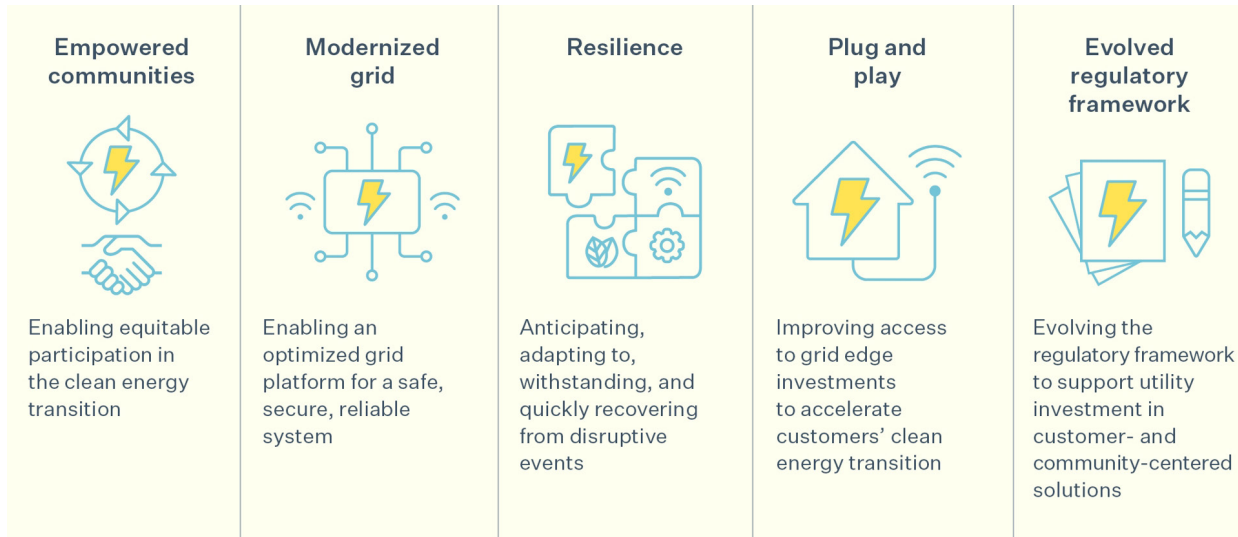 Empowered
communities
Enabling equitable
participation in
the clean energy
transition
Modernized
grid
Enabling an
optimized grid
platform for a safe,
secure, reliable
system
Resilience
Anticipating,
adapting to,
withstanding, and
quickly recovering
from disruptive
events
Plug and
play
Improving access
to grid edge
investments
to accelerate
customers’ clean
energy transition
Evolved
regulatory
framework
Evolving the
regulatory framework
to support utility
investment in
customer- and
community-centered
solutions